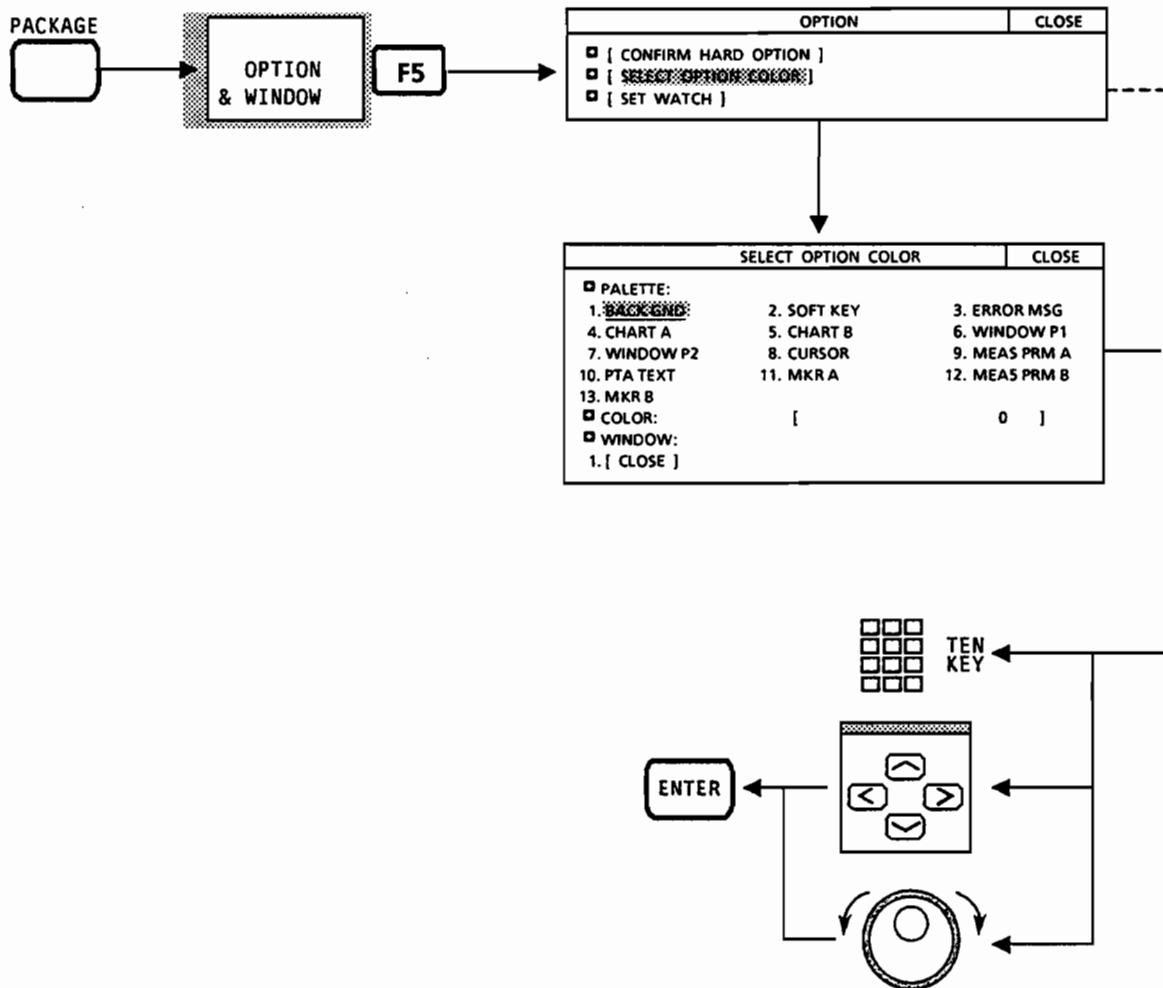 PACKAGE
OPTION
& WINDOW
F5
OPTION CLOSE
[ CONFIRM HARD OPTION ]
[ SELECT OPTION COLOR ]
[ SET WATCH ]
SELECT OPTION COLOR CLOSE
PALETTE:
1. BACK GND 2. SOFT KEY 3. ERROR MSG
4. CHART A 5. CHART B 6. WINDOW P1
7. WINDOW P2 8. CURSOR 9. MEAS PRM A
10. PTA TEXT 11. MKR A 12. MEAS PRM B
13. MKR B
COLOR: [ 0 ]
WINDOW:
1. [ CLOSE ]
TEN
KEY
ENTER